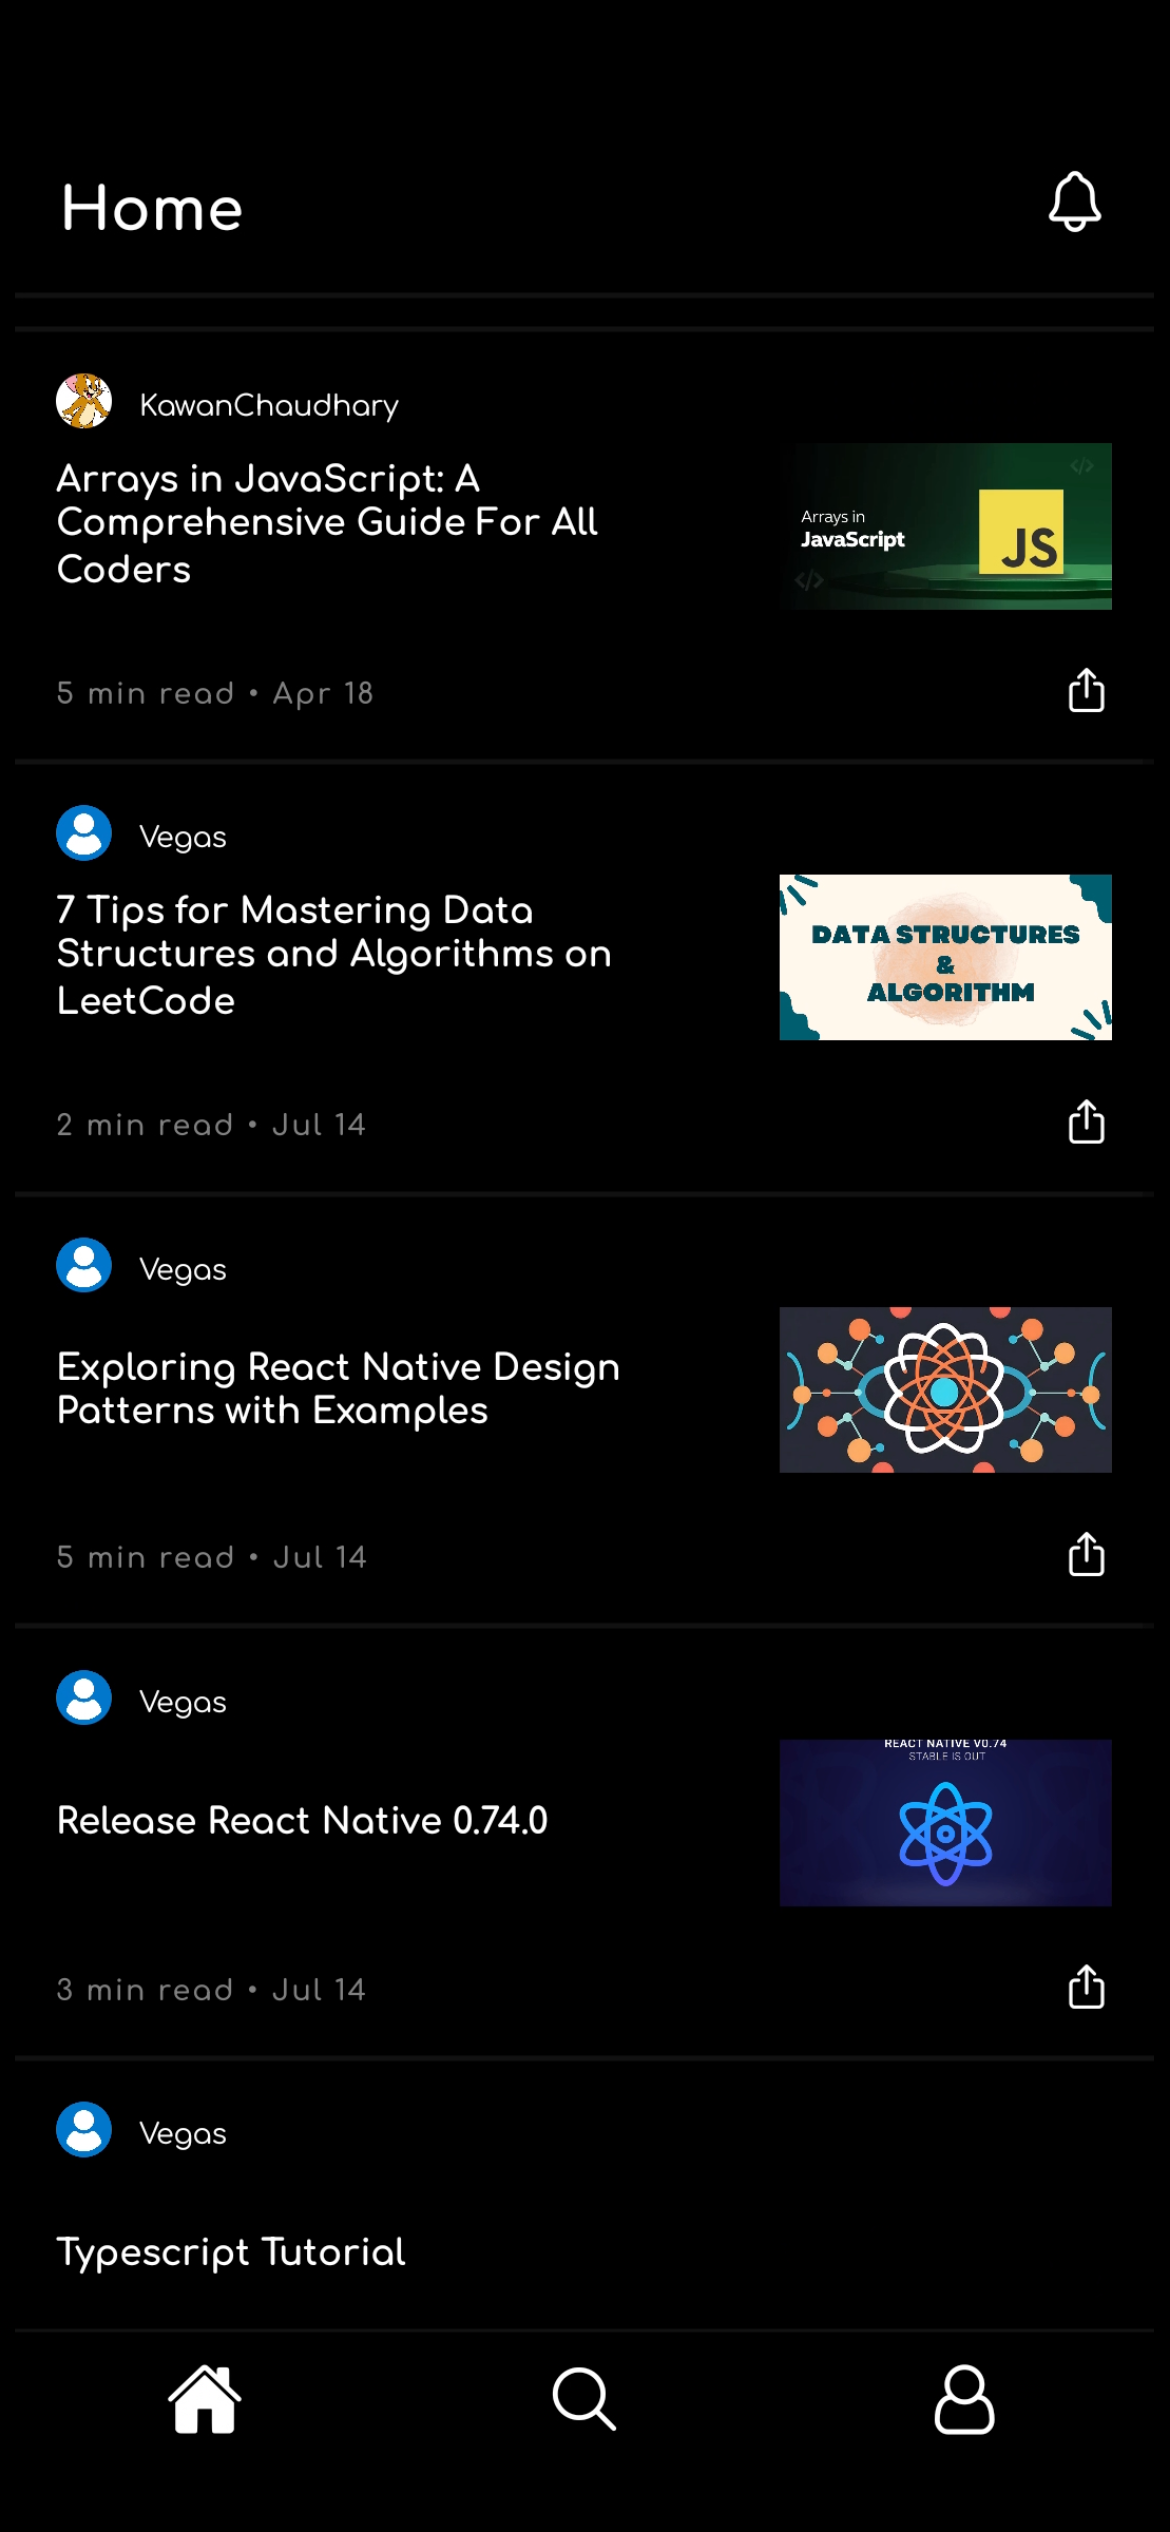 Home
KawanChaudhary
Arrays in JavaScript: A
Comprehensive Guide For All
Coders
Arrays in
JavaScript
JS
</>
</>
5 min read • Apr 18
Vegas
7 Tips for Mastering Data
Structures and Algorithms on
LeetCode
DATA STRUCTURES
&
ALGORITHM
2 min read • Jul 14
Vegas
Exploring React Native Design
Patterns with Examples
5 min read • Jul 14
Vegas
Release React Native 0.74.0
REACT NATIVE V0.74
STABLE IS OUT
3 min read • Jul 14
Vegas
Typescript Tutorial